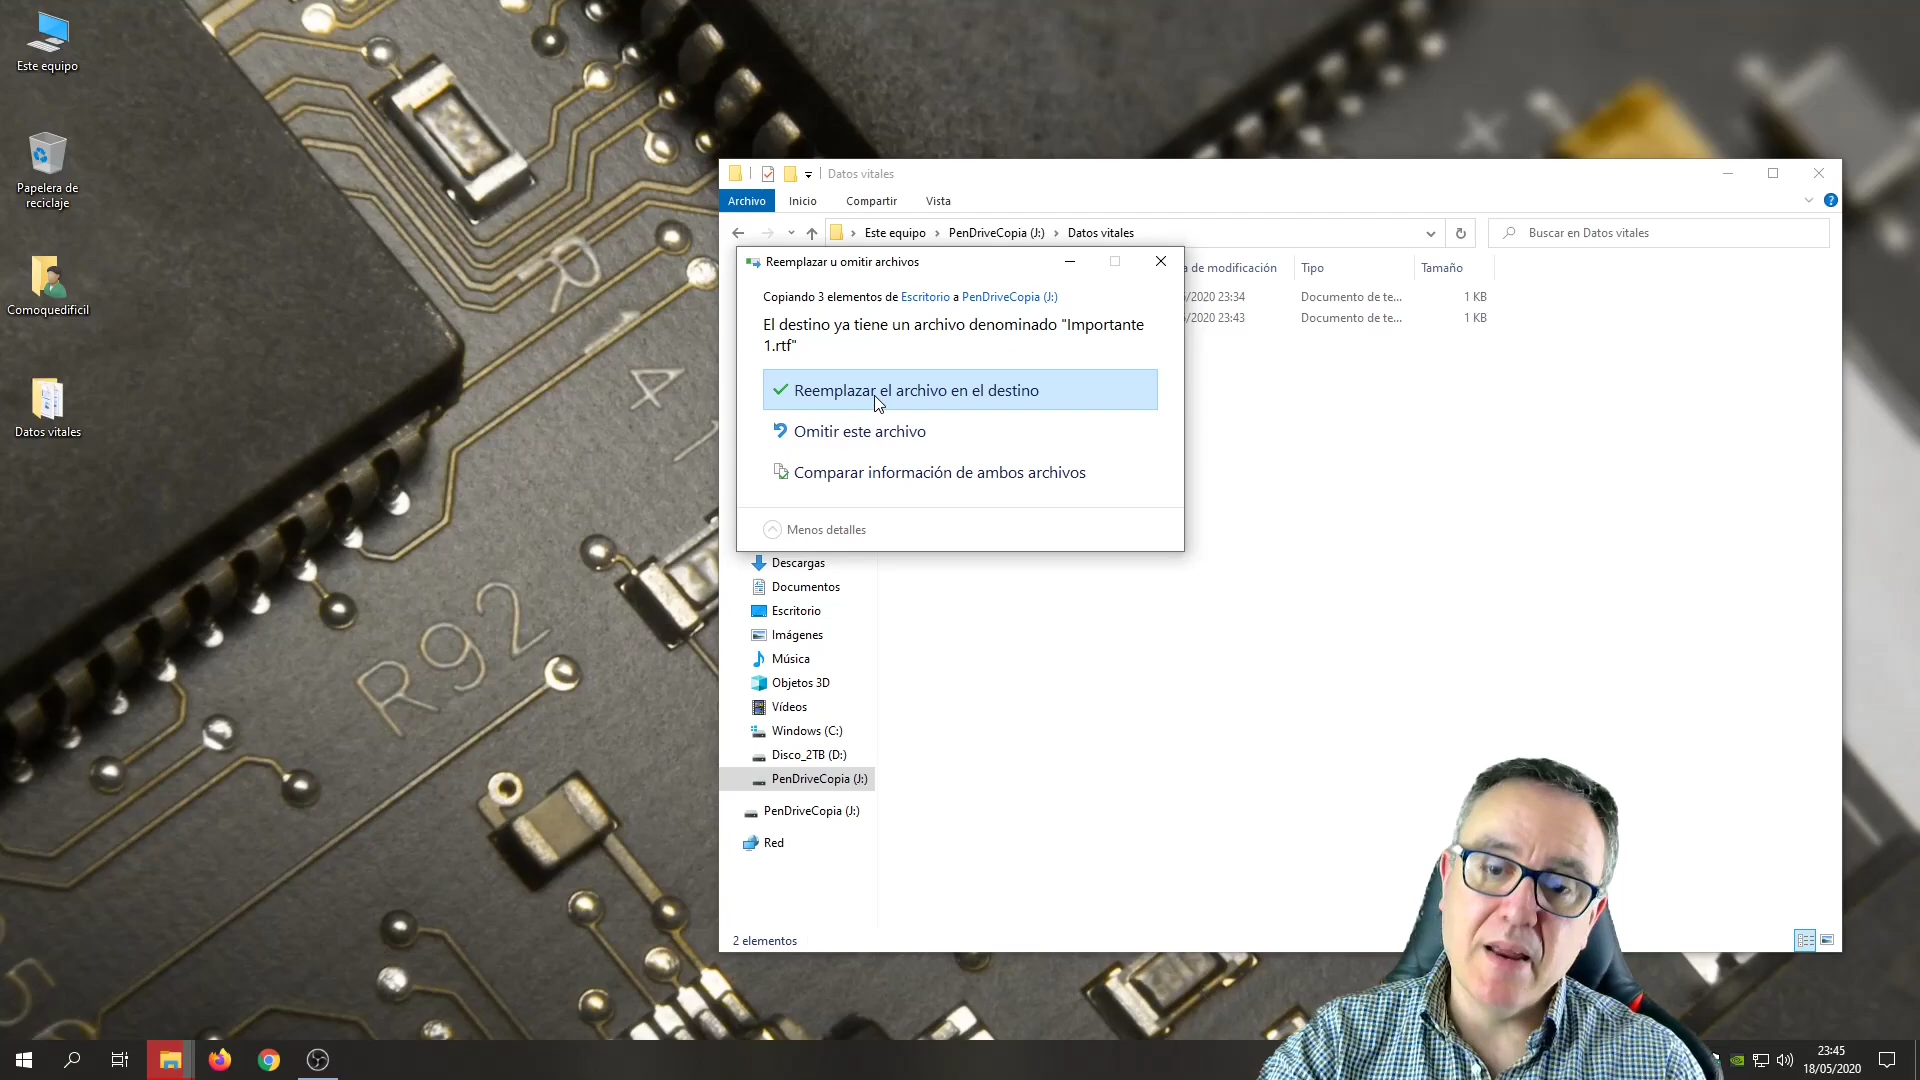 Este equipo
Papelera de
reciclaje
Comoquedificil
Datos vitales
R92
Datos vitales
Archivo
Inicio
Compartir
Vista
Este equipo
PenDriveCopia (J:)
Datos vitales
Buscar en Datos vitales
a de modificación
Tipo
Tamaño
/2020 23:34
Documento de te...
1 KB
/2020 23:43
Documento de te...
1 KB
Reemplazar u omitir archivos
Copiando 3 elementos de Escritorio a PenDriveCopia (J:)
El destino ya tiene un archivo denominado "Importante
1.rtf"
Reemplazar el archivo en el destino
Omitir este archivo
Comparar información de ambos archivos
Menos detalles
Descargas
Documentos
Escritorio
Imágenes
Música
Objetos 3D
Vídeos
Windows (C:)
Disco_2TB (D:)
PenDriveCopia (J:)
PenDriveCopia (J:)
Red
2 elementos
23:45
18/05/2020